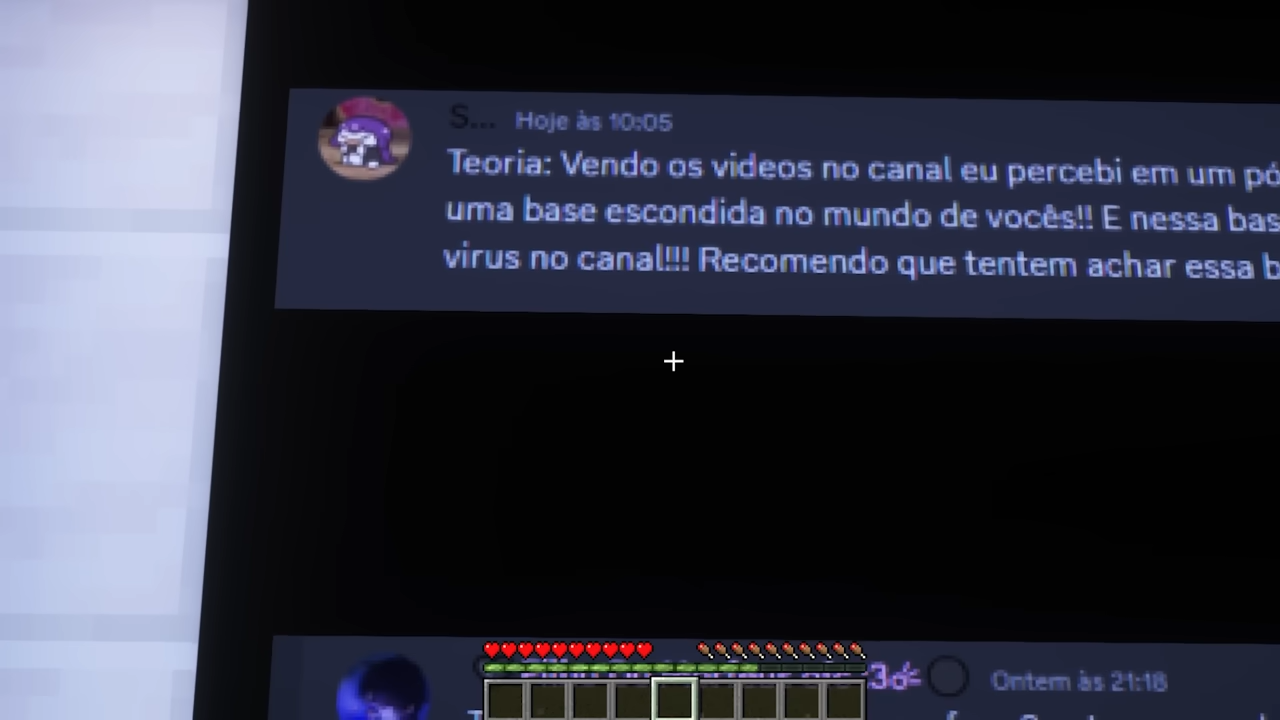 S... Hoje às 10:05
Teoria: Vendo os videos no canal eu percebi em um pó
uma base escondida no mundo de vocês!! E nessa bas
virus no canal!!! Recomendo que tentem achar essa b
Ontem às 21:18